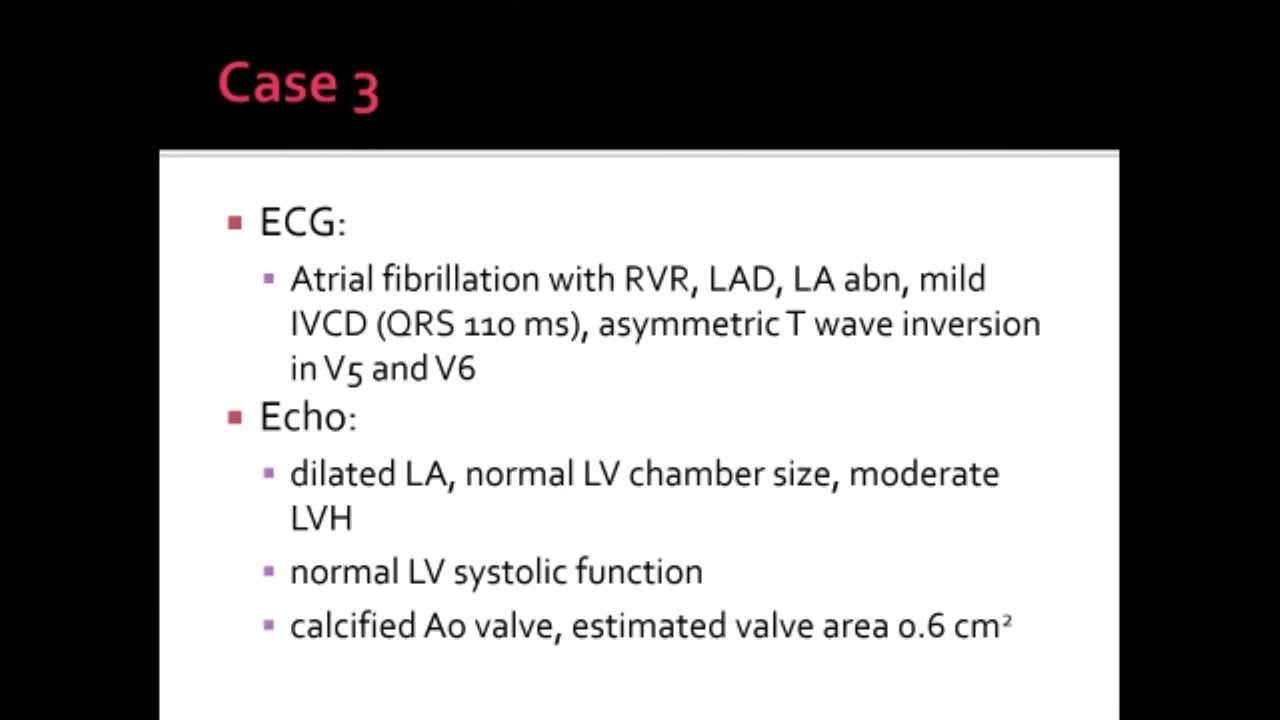 Case 3
ECG:
Atrial fibrillation with RVR, LAD, LA abn, mild
IVCD (QRS 110 ms), asymmetric T wave inversion
in V5 and V6
Echo:
dilated LA, normal LV chamber size, moderate
LVH
normal LV systolic function
calcified Ao valve, estimated valve area 0.6 cm²